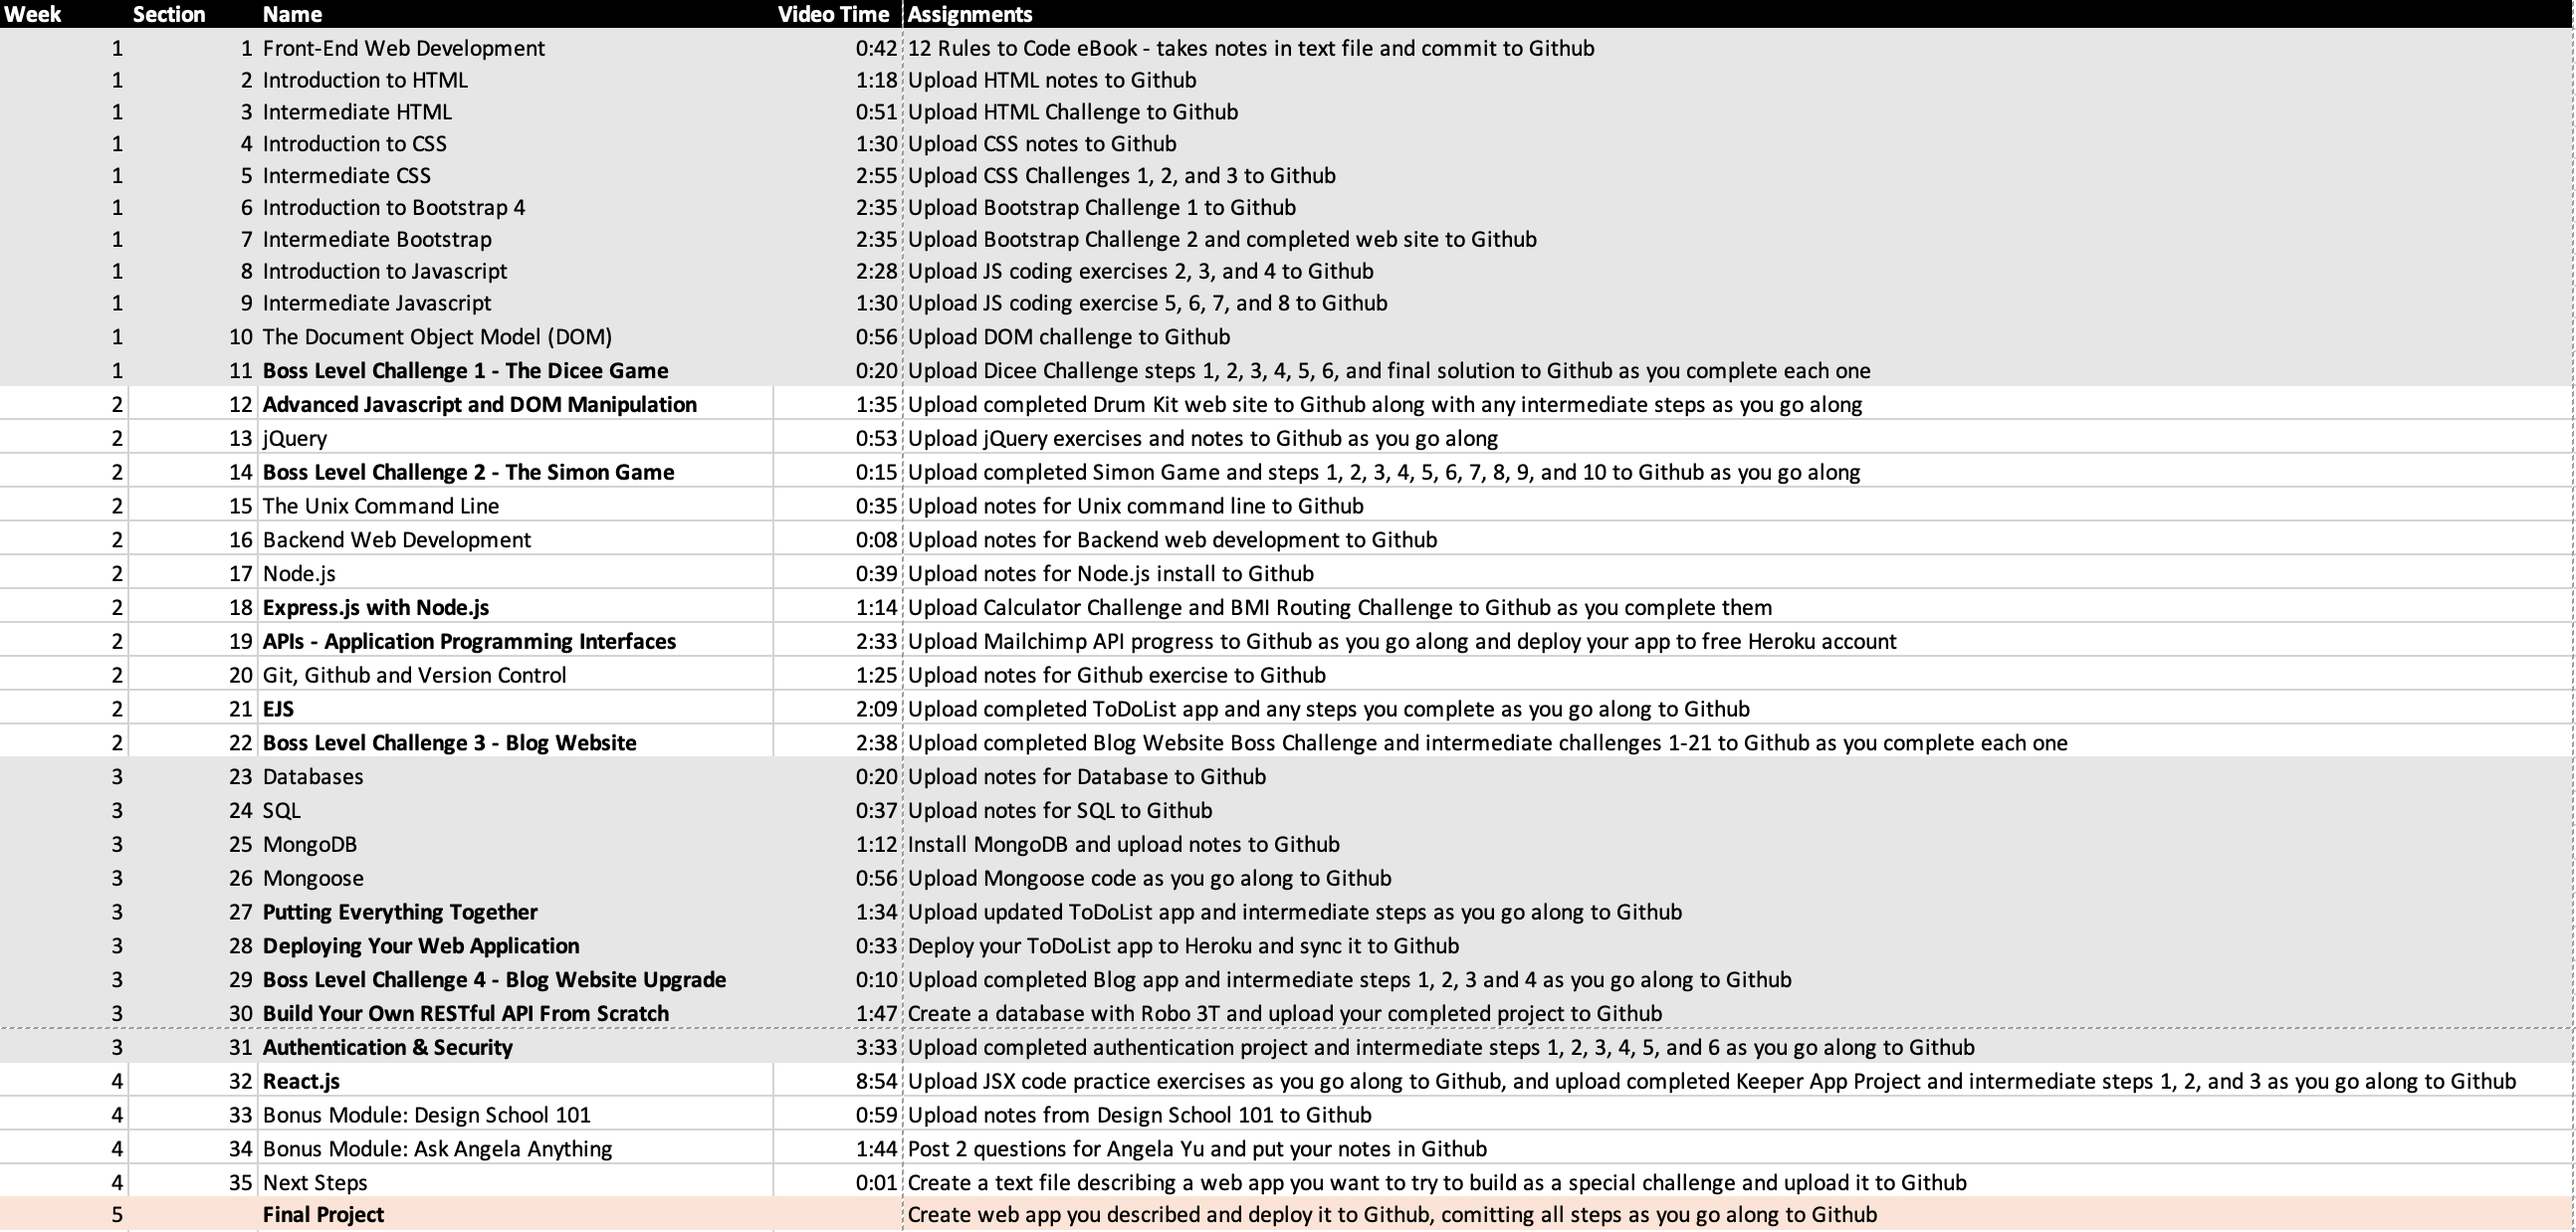 Week Section Name Video Time Assignments
1 1 Front-End Web Development 0:42 12 Rules to Code eBook - takes notes in text file and commit to Github
1 2 Introduction to HTML 1:18 Upload HTML notes to Github
1 3 Intermediate HTML 0:51 Upload HTML Challenge to Github
1 4 Introduction to CSS 1:30 Upload CSS notes to Github
1 5 Intermediate CSS 2:55 Upload CSS Challenges 1, 2, and 3 to Github
1 6 Introduction to Bootstrap 4 2:35 Upload Bootstrap Challenge 1 to Github
1 7 Intermediate Bootstrap 2:35 Upload Bootstrap Challenge 2 and completed web site to Github
1 8 Introduction to Javascript 2:28 Upload JS coding exercises 2, 3, and 4 to Github
1 9 Intermediate Javascript 1:30 Upload JS coding exercise 5, 6, 7, and 8 to Github
1 10 The Document Object Model (DOM) 0:56 Upload DOM challenge to Github
1 11 Boss Level Challenge 1 - The Dicee Game 0:20 Upload Dicee Challenge steps 1, 2, 3, 4, 5, 6, and final solution to Github as you complete each one
2 12 Advanced Javascript and DOM Manipulation 1:35 Upload completed Drum Kit web site to Github along with any intermediate steps as you go along
2 13 jQuery 0:53 Upload jQuery exercises and notes to Github as you go along
2 14 Boss Level Challenge 2 - The Simon Game 0:15 Upload completed Simon Game and steps 1, 2, 3, 4, 5, 6, 7, 8, 9, and 10 to Github as you go along
2 15 The Unix Command Line 0:35 Upload notes for Unix command line to Github
2 16 Backend Web Development 0:08 Upload notes for Backend web development to Github
2 17 Node.js 0:39 Upload notes for Node.js install to Github
2 18 Express.js with Node.js 1:14 Upload Calculator Challenge and BMI Routing Challenge to Github as you complete them
2 19 APIs - Application Programming Interfaces 2:33 Upload Mailchimp API progress to Github as you go along and deploy your app to free Heroku account
2 20 Git, Github and Version Control 1:25 Upload notes for Github exercise to Github
2 21 EJS 2:09 Upload completed ToDoList app and any steps you complete as you go along to Github
2 22 Boss Level Challenge 3 - Blog Website 2:38 Upload completed Blog Website Boss Challenge and intermediate challenges 1-21 to Github as you complete each one
3 23 Databases 0:20 Upload notes for Database to Github
3 24 SQL 0:37 Upload notes for SQL to Github
3 25 MongoDB 1:12 Install MongoDB and upload notes to Github
3 26 Mongoose 0:56 Upload Mongoose code as you go along to Github
3 27 Putting Everything Together 1:34 Upload updated ToDoList app and intermediate steps as you go along to Github
3 28 Deploying Your Web Application 0:33 Deploy your ToDoList app to Heroku and sync it to Github
3 29 Boss Level Challenge 4 - Blog Website Upgrade 0:10 Upload completed Blog app and intermediate steps 1, 2, 3 and 4 as you go along to Github
3 30 Build Your Own RESTful API From Scratch 1:47 Create a database with Robo 3T and upload your completed project to Github
3 31 Authentication & Security 3:33 Upload completed authentication project and intermediate steps 1, 2, 3, 4, 5, and 6 as you go along to Github
4 32 React.js 8:54 Upload JSX code practice exercises as you go along to Github, and upload completed Keeper App Project and intermediate steps 1, 2, and 3 as you go along to Github
4 33 Bonus Module: Design School 101 0:59 Upload notes from Design School 101 to Github
4 34 Bonus Module: Ask Angela Anything 1:44 Post 2 questions for Angela Yu and put your notes in Github
4 35 Next Steps 0:01 Create a text file describing a web app you want to try to build as a special challenge and upload it to Github
5 Final Project Create web app you described and deploy it to Github, comitting all steps as you go along to Github